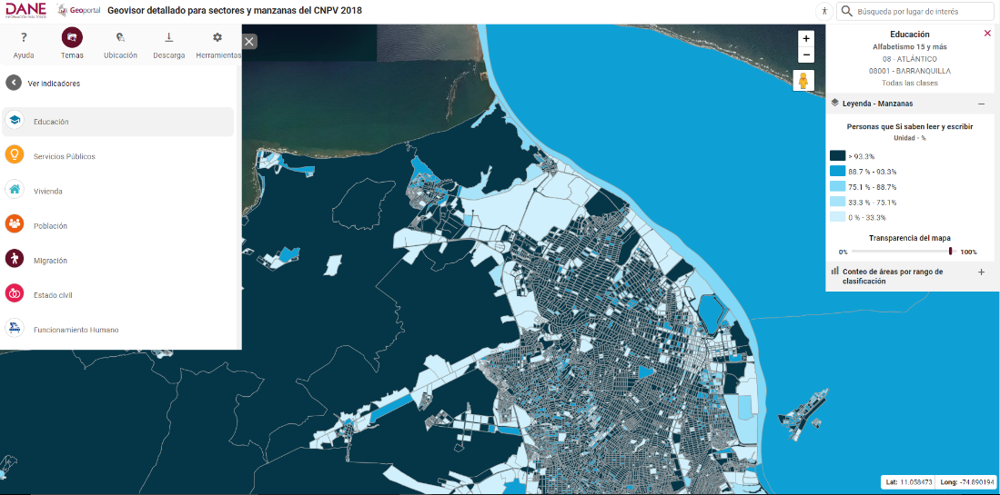 DANE
INFORMACIÓN PARA TODOS
Geoportal
Geovisor detallado para sectores y manzanas del CNPV 2018
Búsqueda por lugar de interés
?
Ayuda
Temas
Ubicación
Descarga
Herramientas
Ver indicadores
Educación
Servicios Públicos
Vivienda
Población
Migración
Estado civil
Funcionamiento Humano
+
−
Educación
Alfabetismo 15 y más
08 - ATLÁNTICO
08001 - BARRANQUILLA
Todas las clases
Leyenda - Manzanas
Personas que Si saben leer y escribir
Unidad - %
> 93.3%
88.7 % - 93.3%
75.1 % - 88.7%
33.3 % - 75.1%
0 % - 33.3%
Transparencia del mapa
0% 100%
Conteo de áreas por rango de
clasificación
Lat: 11.058473 Long: -74.890194